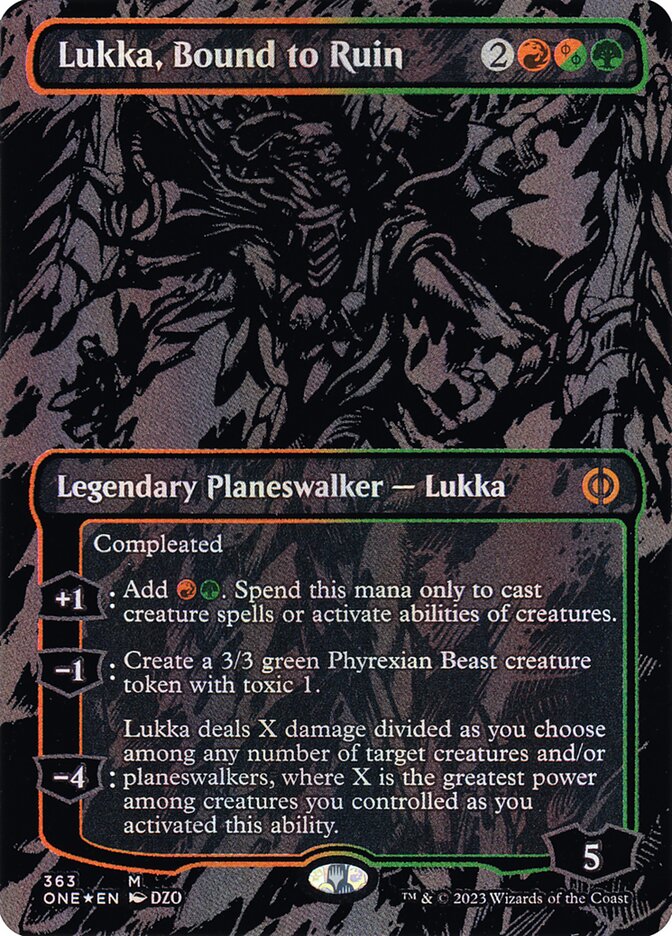 Lukka, Bound to Ruin 2
Legendary Planeswalker — Lukka
Compleated
+1 : Add . Spend this mana only to cast
creature spells or activate abilities of creatures.
−1 : Create a 3/3 green Phyrexian Beast creature
token with toxic 1.
Lukka deals X damage divided as you choose
among any number of target creatures and/or
−4 : planeswalkers, where X is the greatest power
among creatures you controlled as you
activated this ability.
5
363 M
ONE★EN DZO ™ & © 2023 Wizards of the Coast